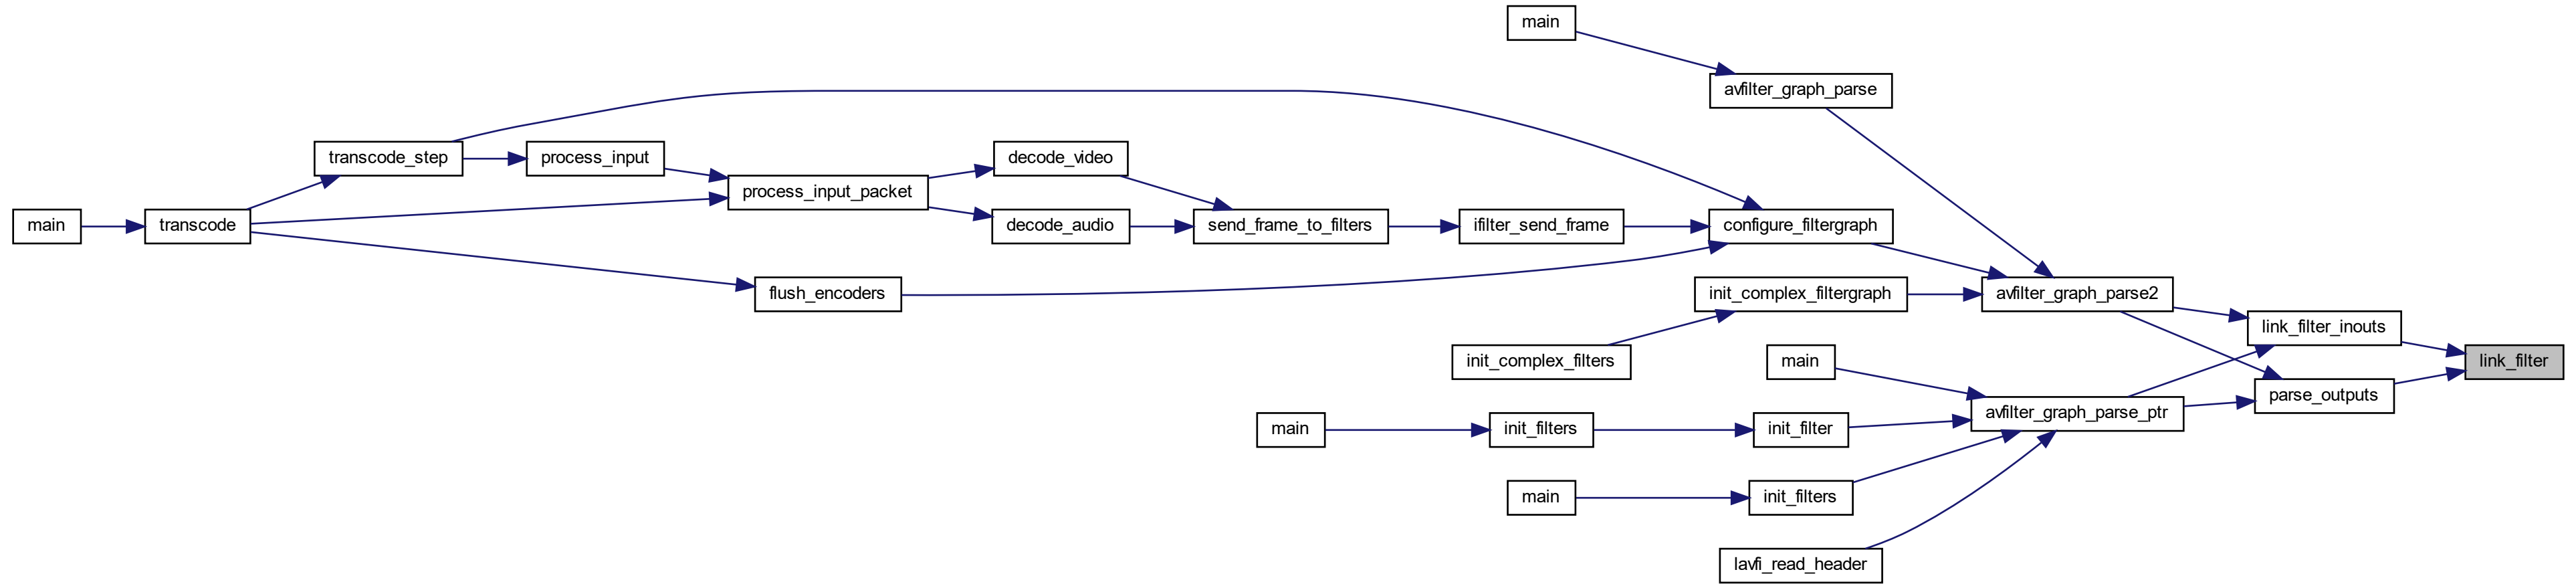 main
avfilter_graph_parse
transcode_step
process_input
decode_video
process_input_packet
main
transcode
decode_audio
send_frame_to_filters
ifilter_send_frame
configure_filtergraph
flush_encoders
init_complex_filtergraph
avfilter_graph_parse2
link_filter_inouts
init_complex_filters
main
link_filter
parse_outputs
avfilter_graph_parse_ptr
main
init_filters
init_filter
main
init_filters
lavfi_read_header